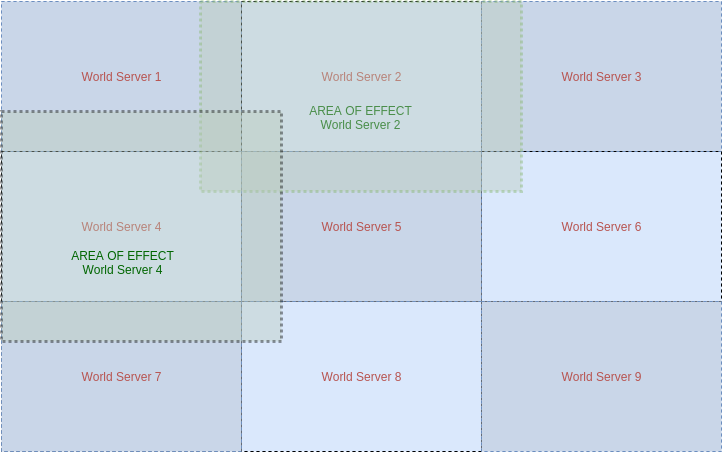 World Server 1
World Server 2
World Server 3
AREA OF EFFECT
World Server 2
World Server 4
World Server 5
World Server 6
AREA OF EFFECT
World Server 4
World Server 7
World Server 8
World Server 9